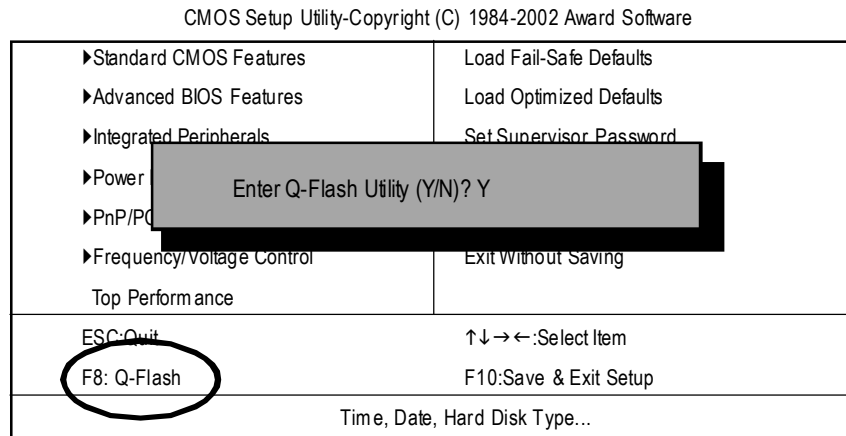 CMOS Setup Utility-Copyright (C) 1984-2002 Award Software
▶Standard CMOS Features
Load Fail-Safe Defaults
▶Advanced BIOS Features
Load Optimized Defaults
▶Integrated Peripherals
Set Supervisor Password
▶Power
Enter Q-Flash Utility (Y/N)? Y
▶PnP/PC
▶Frequency/Voltage Control
Exit Without Saving
Top Performance
ESC:Quit
↑↓→←:Select Item
F8: Q-Flash
F10:Save & Exit Setup
Time, Date, Hard Disk Type...